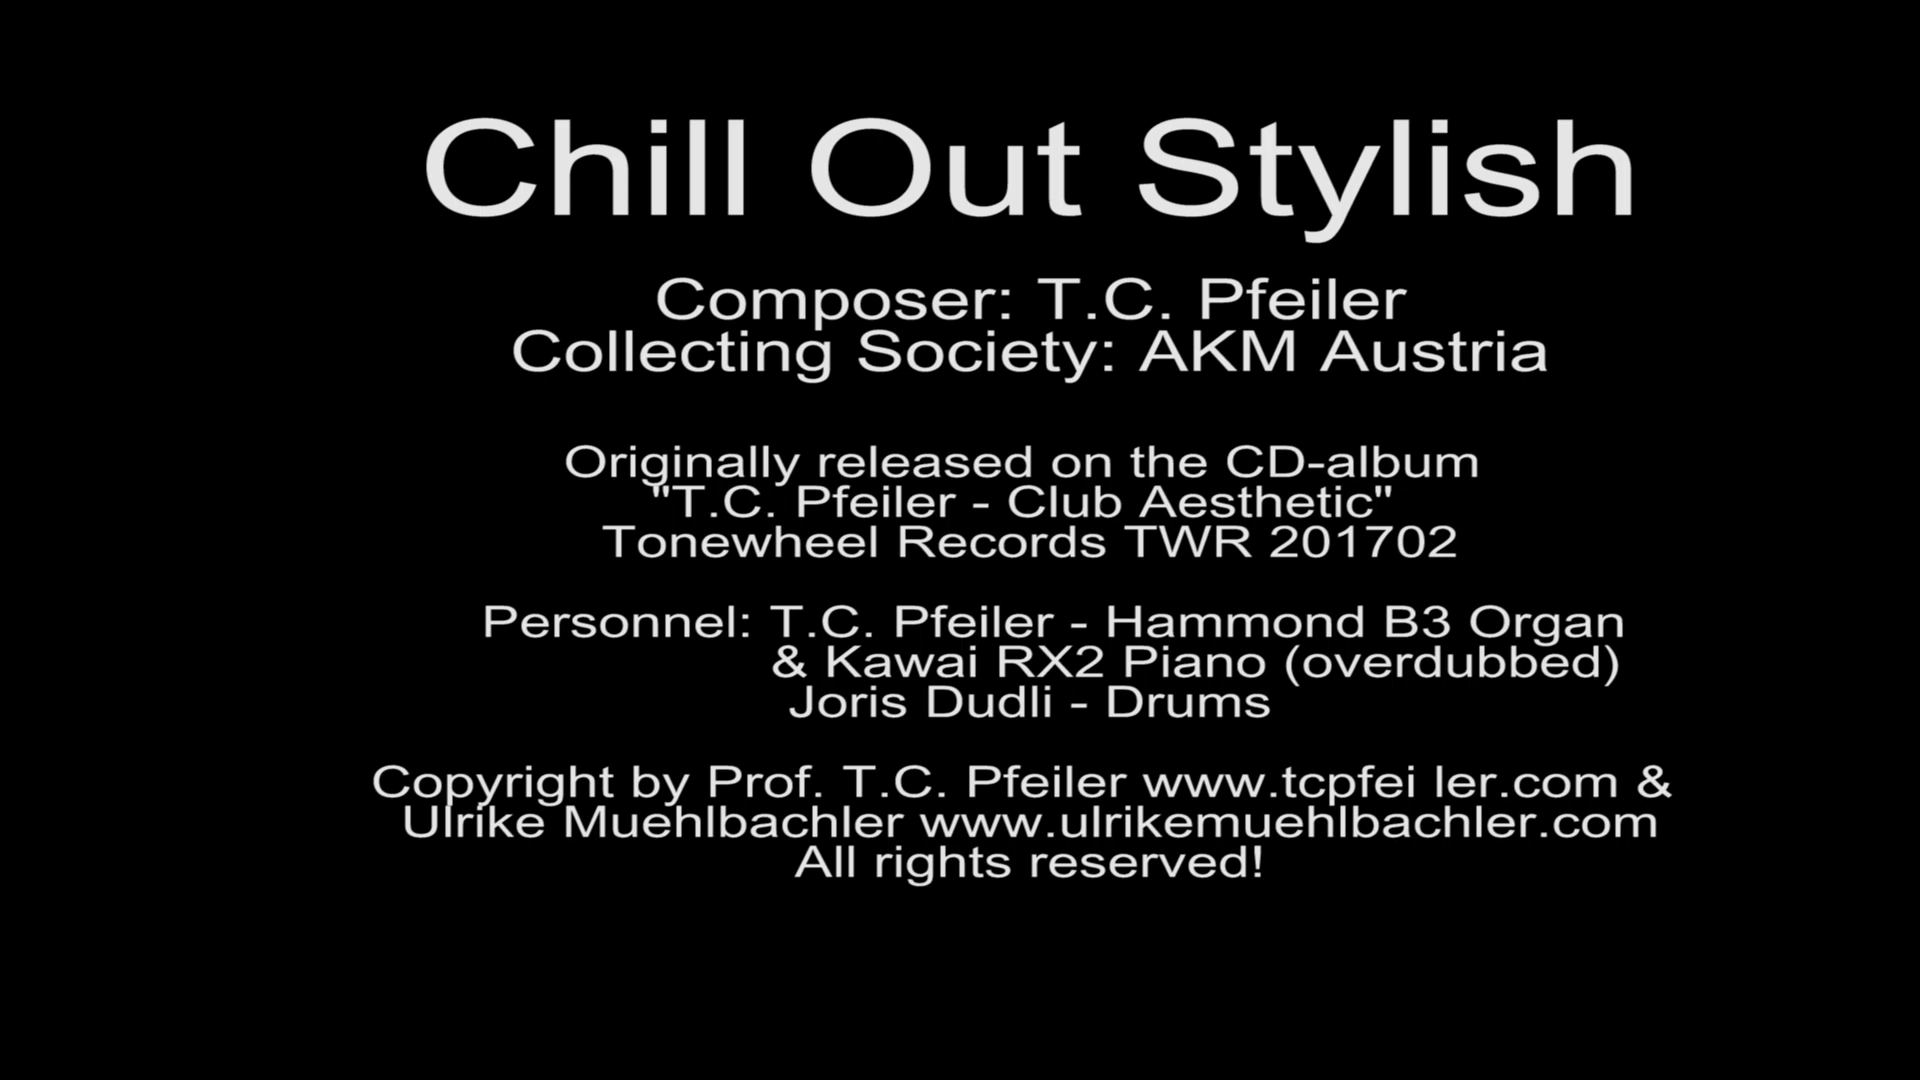 Chill Out Stylish
Composer: T.C. Pfeiler
Collecting Society: AKM Austria
Originally released on the CD-album
"T.C. Pfeiler - Club Aesthetic"
Tonewheel Records TWR 201702
Personnel: T.C. Pfeiler - Hammond B3 Organ
& Kawai RX2 Piano (overdubbed)
Joris Dudli - Drums
Copyright by Prof. T.C. Pfeiler www.tcpfei ler.com &
Ulrike Muehlbachler www.ulrikemuehlbachler.com
All rights reserved!